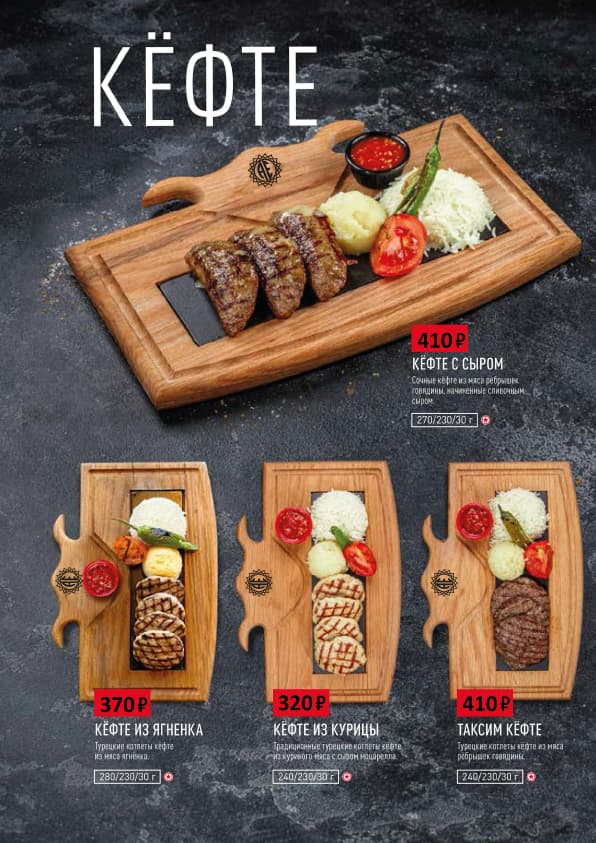 КЁФТЕ
AE
410 ₽
КЁФТЕ С СЫРОМ
Сочные кёфте из мяса ребрышек
говядины, начиненные сливочным
сыром.
270/230/30 г
370 ₽
КЁФТЕ ИЗ ЯГНЕНКА
Турецкие котлеты кёфте
из мяса ягнёнка.
280/230/30 г
320 ₽
КЁФТЕ ИЗ КУРИЦЫ
Традиционные турецкие котлеты кёфте
из куриного мяса с сыром моцарелла.
240/230/30 г
410 ₽
ТАКСИМ КЁФТЕ
Турецкие котлеты кёфте из мяса
ребрышек говядины.
240/230/30 г